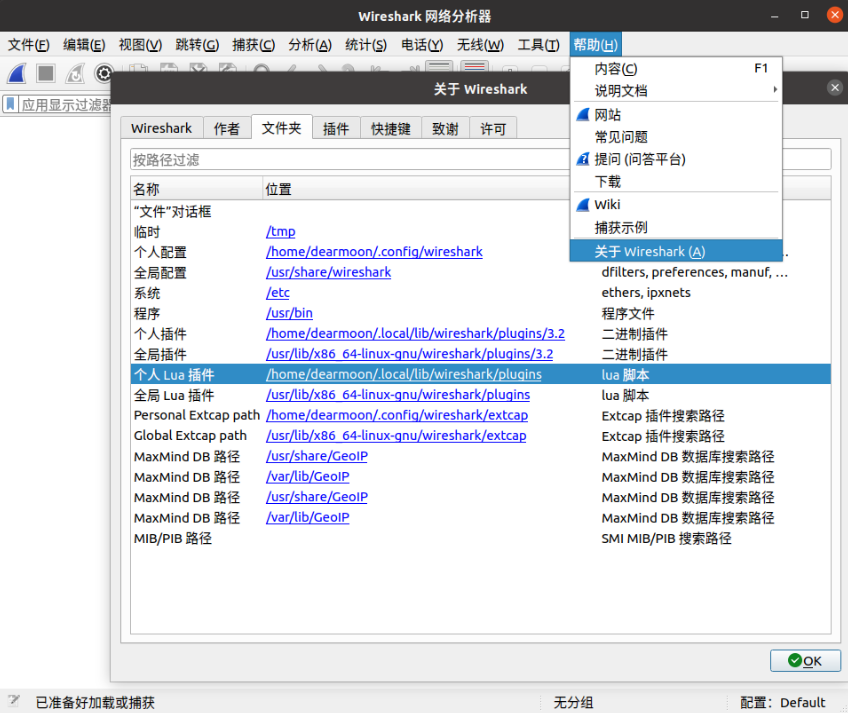 Wireshark 网络分析器
文件(F) 编辑(E) 视图(V) 跳转(G) 捕获(C) 分析(A) 统计(S) 电话(Y) 无线(W) 工具(T) 帮助(H)
应用显示过滤器
内容(C) F1
说明文档
网站
常见问题
提问 (问答平台)
下载
Wiki
捕获示例
关于 Wireshark (A)
关于 Wireshark
Wireshark 作者 文件夹 插件 快捷键 致谢 许可
按路径过滤
名称 位置
“文件”对话框
临时 /tmp
个人配置 /home/dearmoon/.config/wireshark
全局配置 /usr/share/wireshark dfilters, preferences, manuf, …
系统 /etc ethers, ipxnets
程序 /usr/bin 程序文件
个人插件 /home/dearmoon/.local/lib/wireshark/plugins/3.2 二进制插件
全局插件 /usr/lib/x86_64-linux-gnu/wireshark/plugins/3.2 二进制插件
个人 Lua 插件 /home/dearmoon/.local/lib/wireshark/plugins lua 脚本
全局 Lua 插件 /usr/lib/x86_64-linux-gnu/wireshark/plugins lua 脚本
Personal Extcap path /home/dearmoon/.config/wireshark/extcap Extcap 插件搜索路径
Global Extcap path /usr/lib/x86_64-linux-gnu/wireshark/extcap Extcap 插件搜索路径
MaxMind DB 路径 /usr/share/GeoIP MaxMind DB 数据库搜索路径
MaxMind DB 路径 /var/lib/GeoIP MaxMind DB 数据库搜索路径
MaxMind DB 路径 /usr/share/GeoIP MaxMind DB 数据库搜索路径
MaxMind DB 路径 /var/lib/GeoIP MaxMind DB 数据库搜索路径
MIB/PIB 路径 SMI MIB/PIB 搜索路径
OK
已准备好加载或捕获 无分组 配置：Default